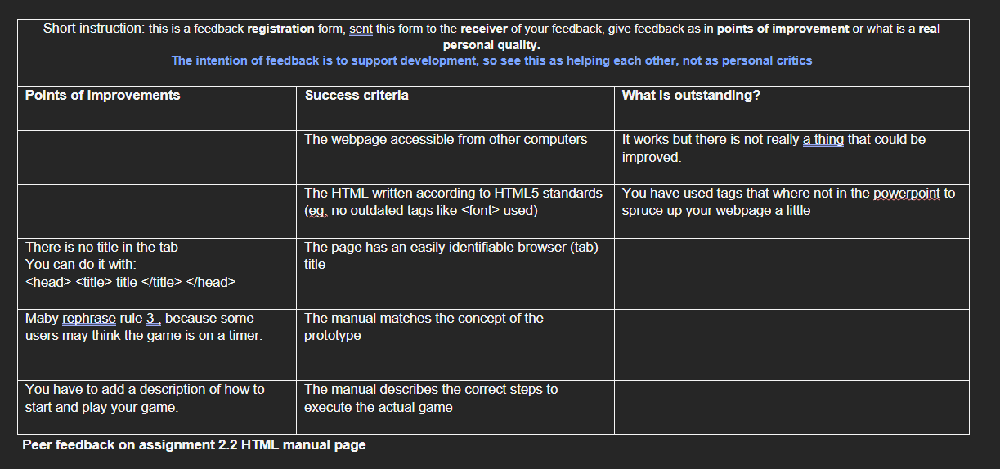 Short instruction: this is a feedback registration form, sent this form to the receiver of your feedback, give feedback as in points of improvement or what is a real
personal quality.
The intention of feedback is to support development, so see this as helping each other, not as personal critics
Points of improvements
Success criteria
What is outstanding?
The webpage accessible from other computers
It works but there is not really a thing that could be
improved.
The HTML written according to HTML5 standards
(eg. no outdated tags like <font> used)
You have used tags that where not in the powerpoint to
spruce up your webpage a little
There is no title in the tab
You can do it with:
<head> <title> title </title> </head>
The page has an easily identifiable browser (tab)
title
Maby rephrase rule 3 , because some
users may think the game is on a timer.
The manual matches the concept of the
prototype
You have to add a description of how to
start and play your game.
The manual describes the correct steps to
execute the actual game
Peer feedback on assignment 2.2 HTML manual page